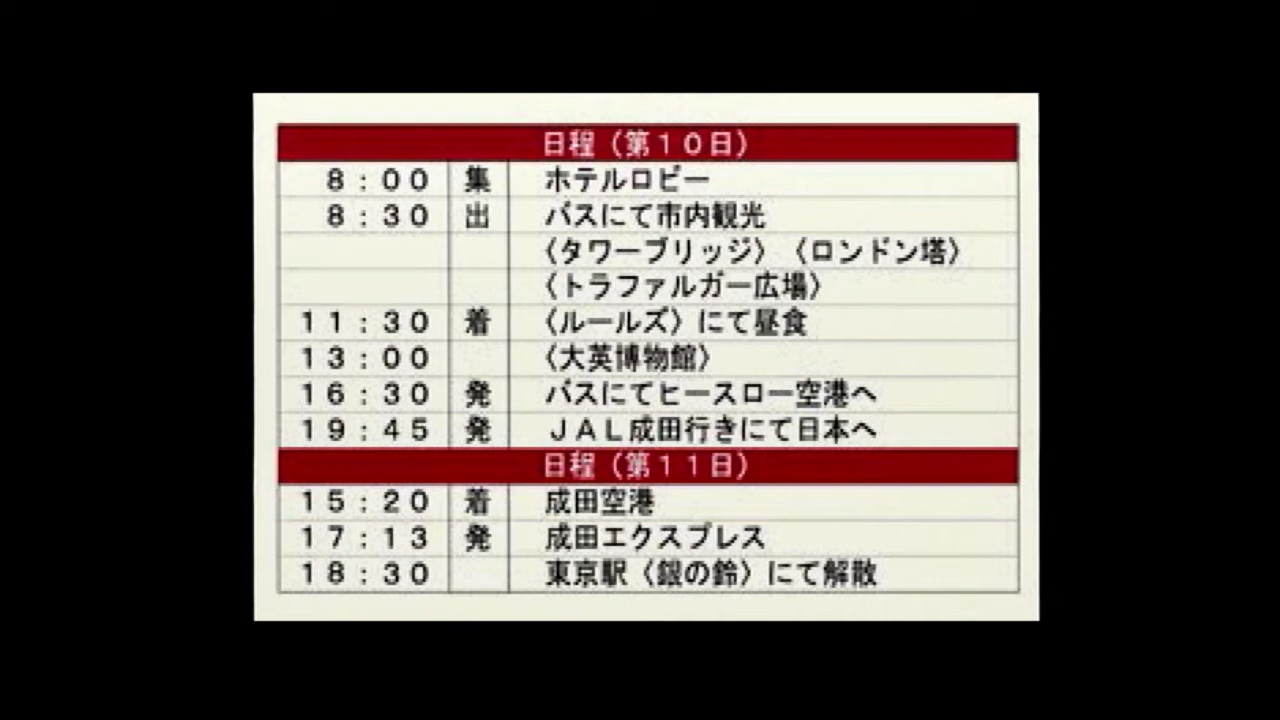 日程（第１０日）
８：００ 集 ホテルロビー
８：３０ 出 バスにて市内観光
〈タワーブリッジ〉〈ロンドン塔〉
〈トラファルガー広場〉
１１：３０ 着 〈ルールズ〉にて昼食
１３：００ 〈大英博物館〉
１６：３０ 発 バスにてヒースロー空港へ
１９：４５ 発 ＪＡＬ成田行きにて日本へ
日程（第１１日）
１５：２０ 着 成田空港
１７：１３ 発 成田エクスプレス
１８：３０ 東京駅〈銀の鈴〉にて解散